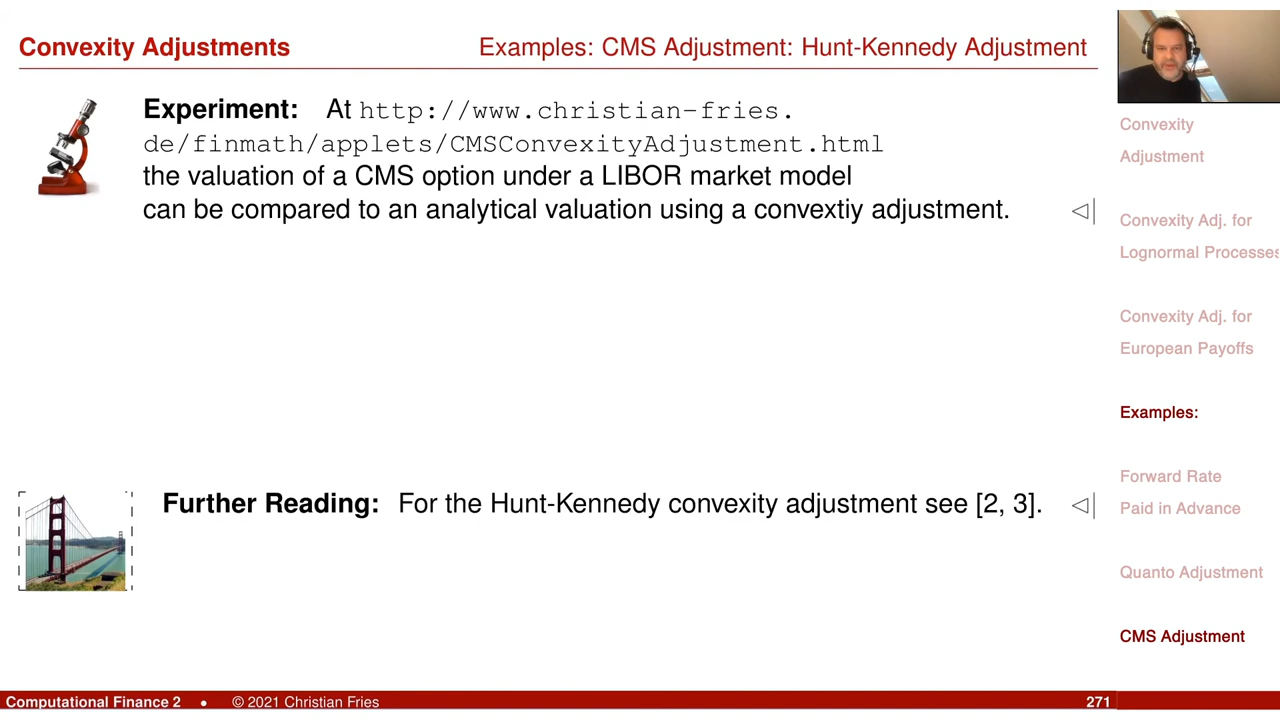 Convexity Adjustments
Examples: CMS Adjustment: Hunt-Kennedy Adjustment
Experiment: At http://www.christian-fries.
de/finmath/applets/CMSConvexityAdjustment.html
the valuation of a CMS option under a LIBOR market model
can be compared to an analytical valuation using a convextiy adjustment.
Further Reading: For the Hunt-Kennedy convexity adjustment see [2, 3].
Convexity
Adjustment
Convexity Adj. for
Lognormal Processes
Convexity Adj. for
European Payoffs
Examples:
Forward Rate
Paid in Advance
Quanto Adjustment
CMS Adjustment
Computational Finance 2 • © 2021 Christian Fries
271